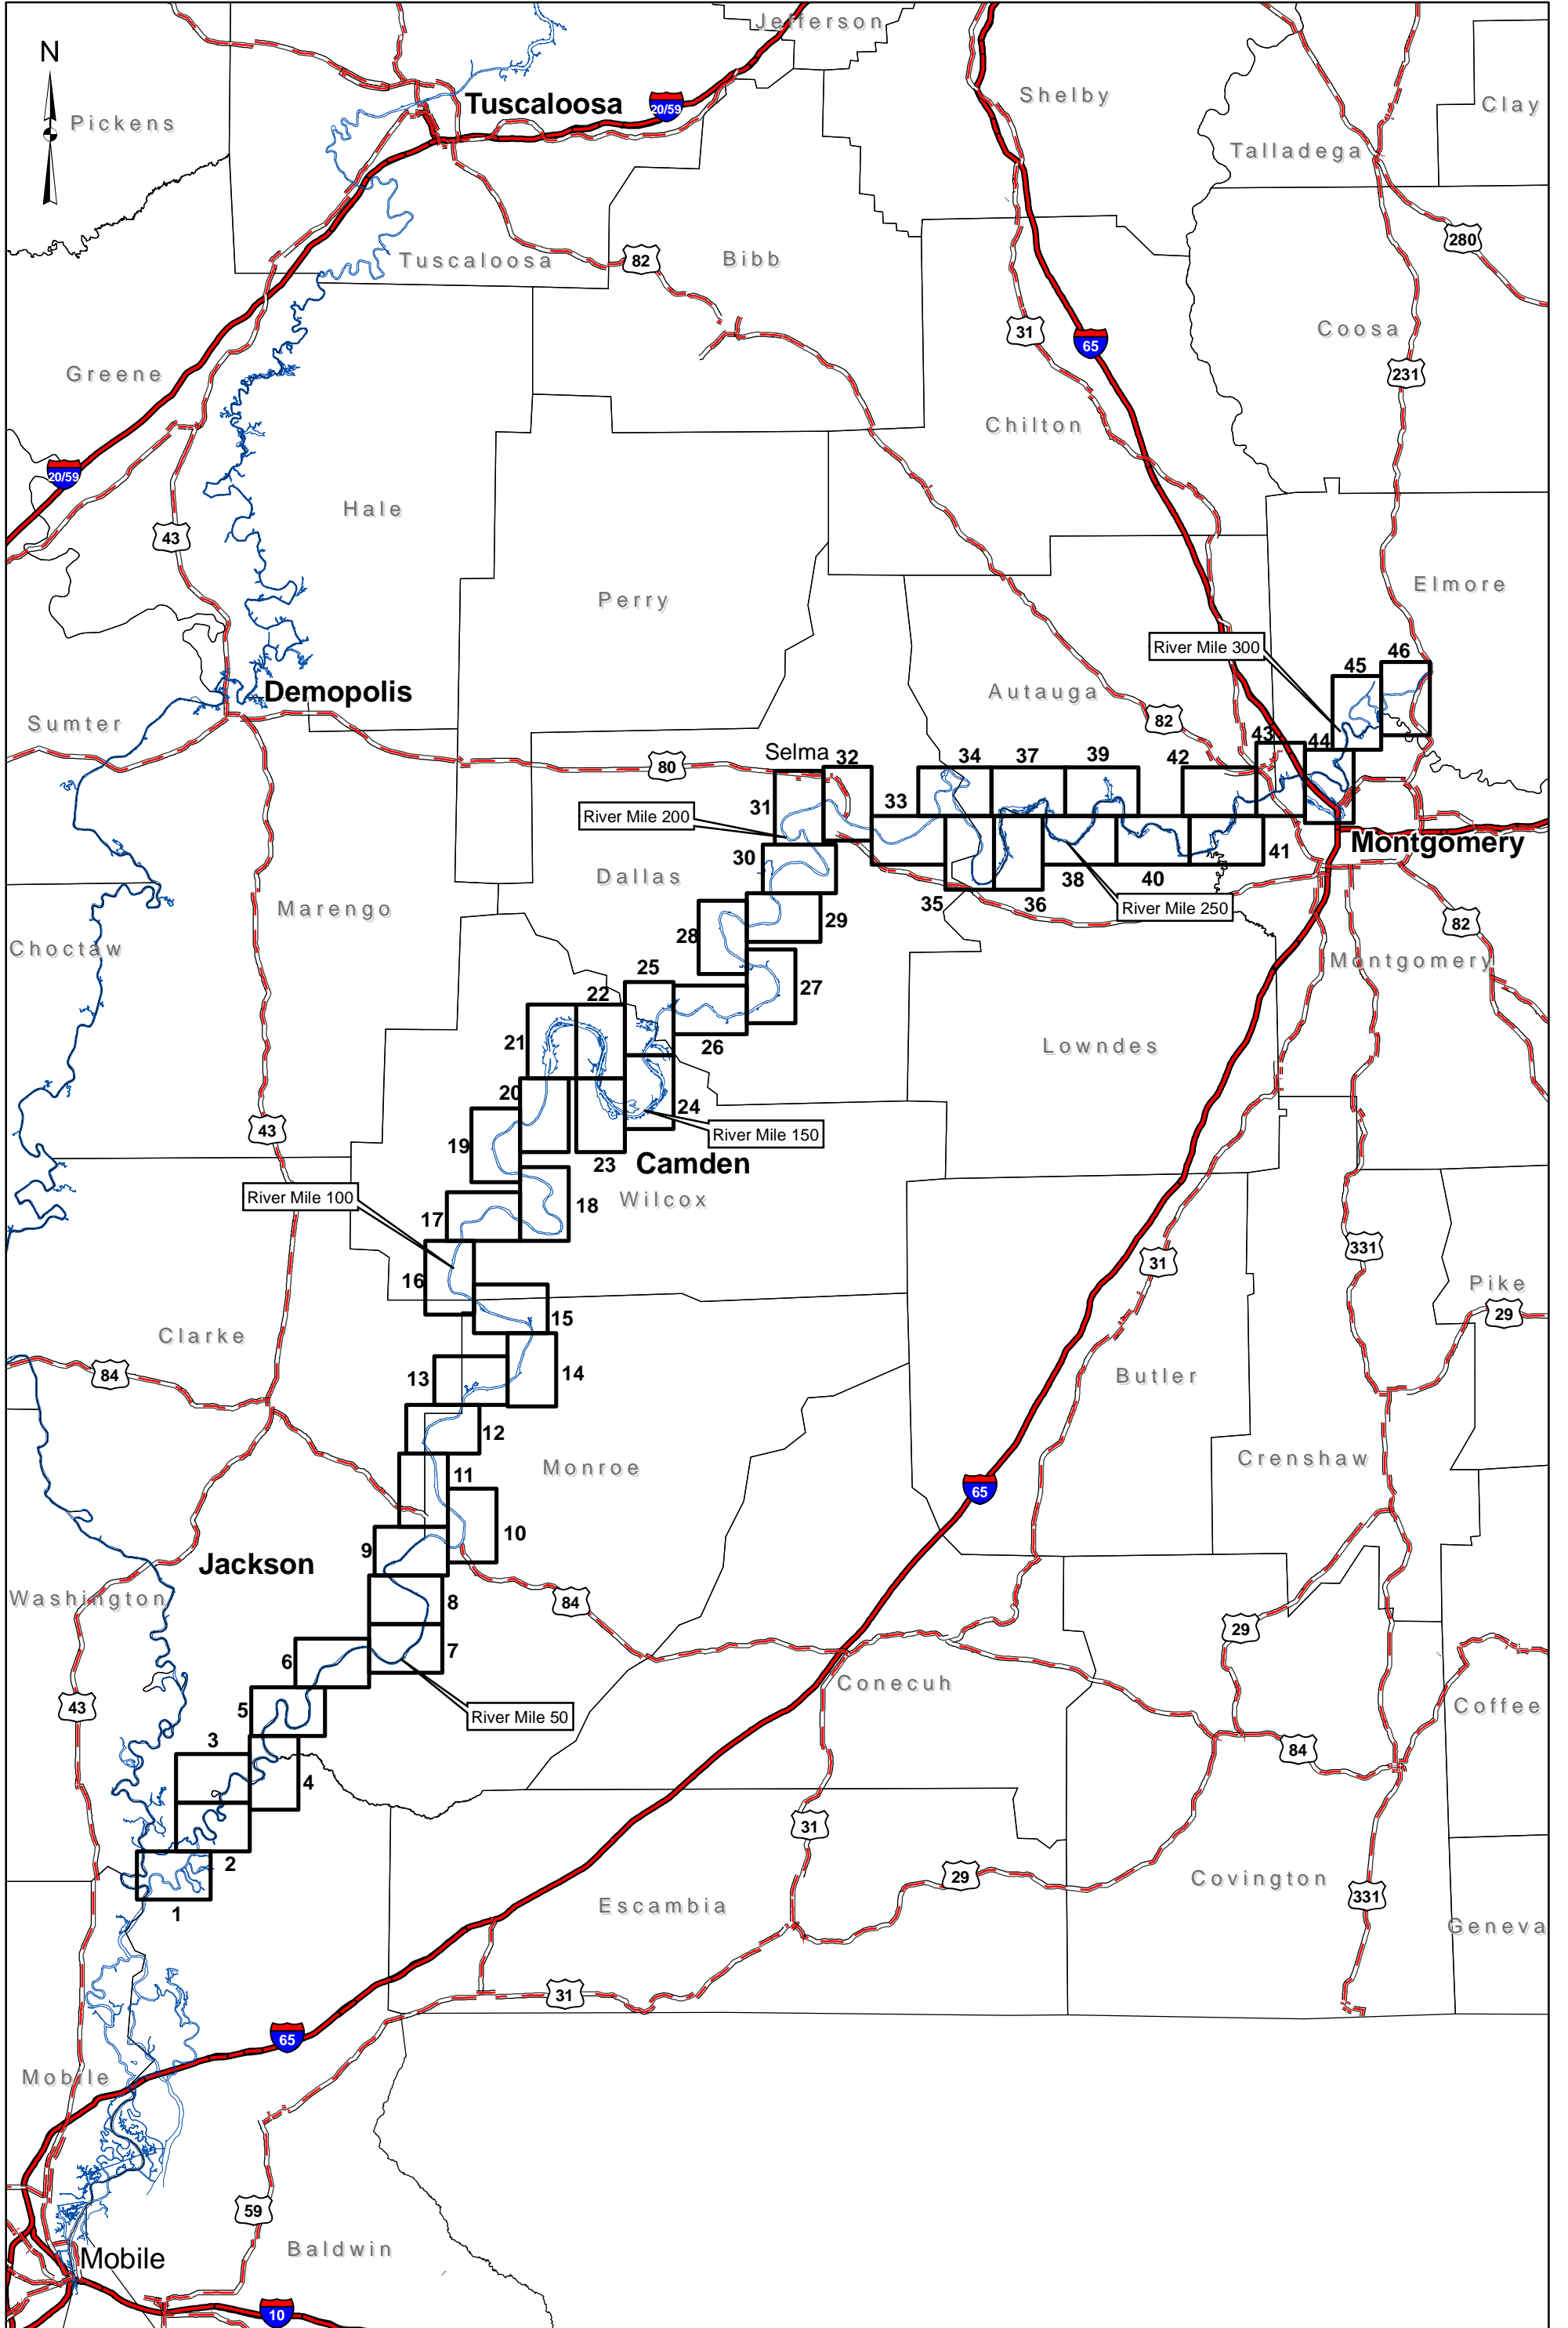 Jefferson
N
Shelby
Tuscaloosa
20/59
Clay
Pickens
Talladega
280
Tuscaloosa
82
Bibb
31
65
Coosa
231
Greene
Chilton
20/59
Hale
43
Elmore
Perry
River Mile 300
46
45
Demopolis
Autauga
Sumter
82
43
44
Selma
32
34
37
39
42
80
31
33
River Mile 200
Montgomery
30
41
Dallas
38
40
35
36
River Mile 250
Marengo
29
28
82
Choctaw
Montgomery
25
27
22
21
26
Lowndes
20
24
43
River Mile 150
19
23
Camden
River Mile 100
Wilcox
18
17
331
31
16
Pike
29
15
Clarke
84
13
14
Butler
12
Monroe
Crenshaw
11
65
10
9
Jackson
Washington
8
84
29
7
6
Conecuh
43
5
River Mile 50
Coffee
3
84
4
31
2
29
Covington
331
Escambia
1
Geneva
31
65
Mobile
59
Baldwin
Mobile
10